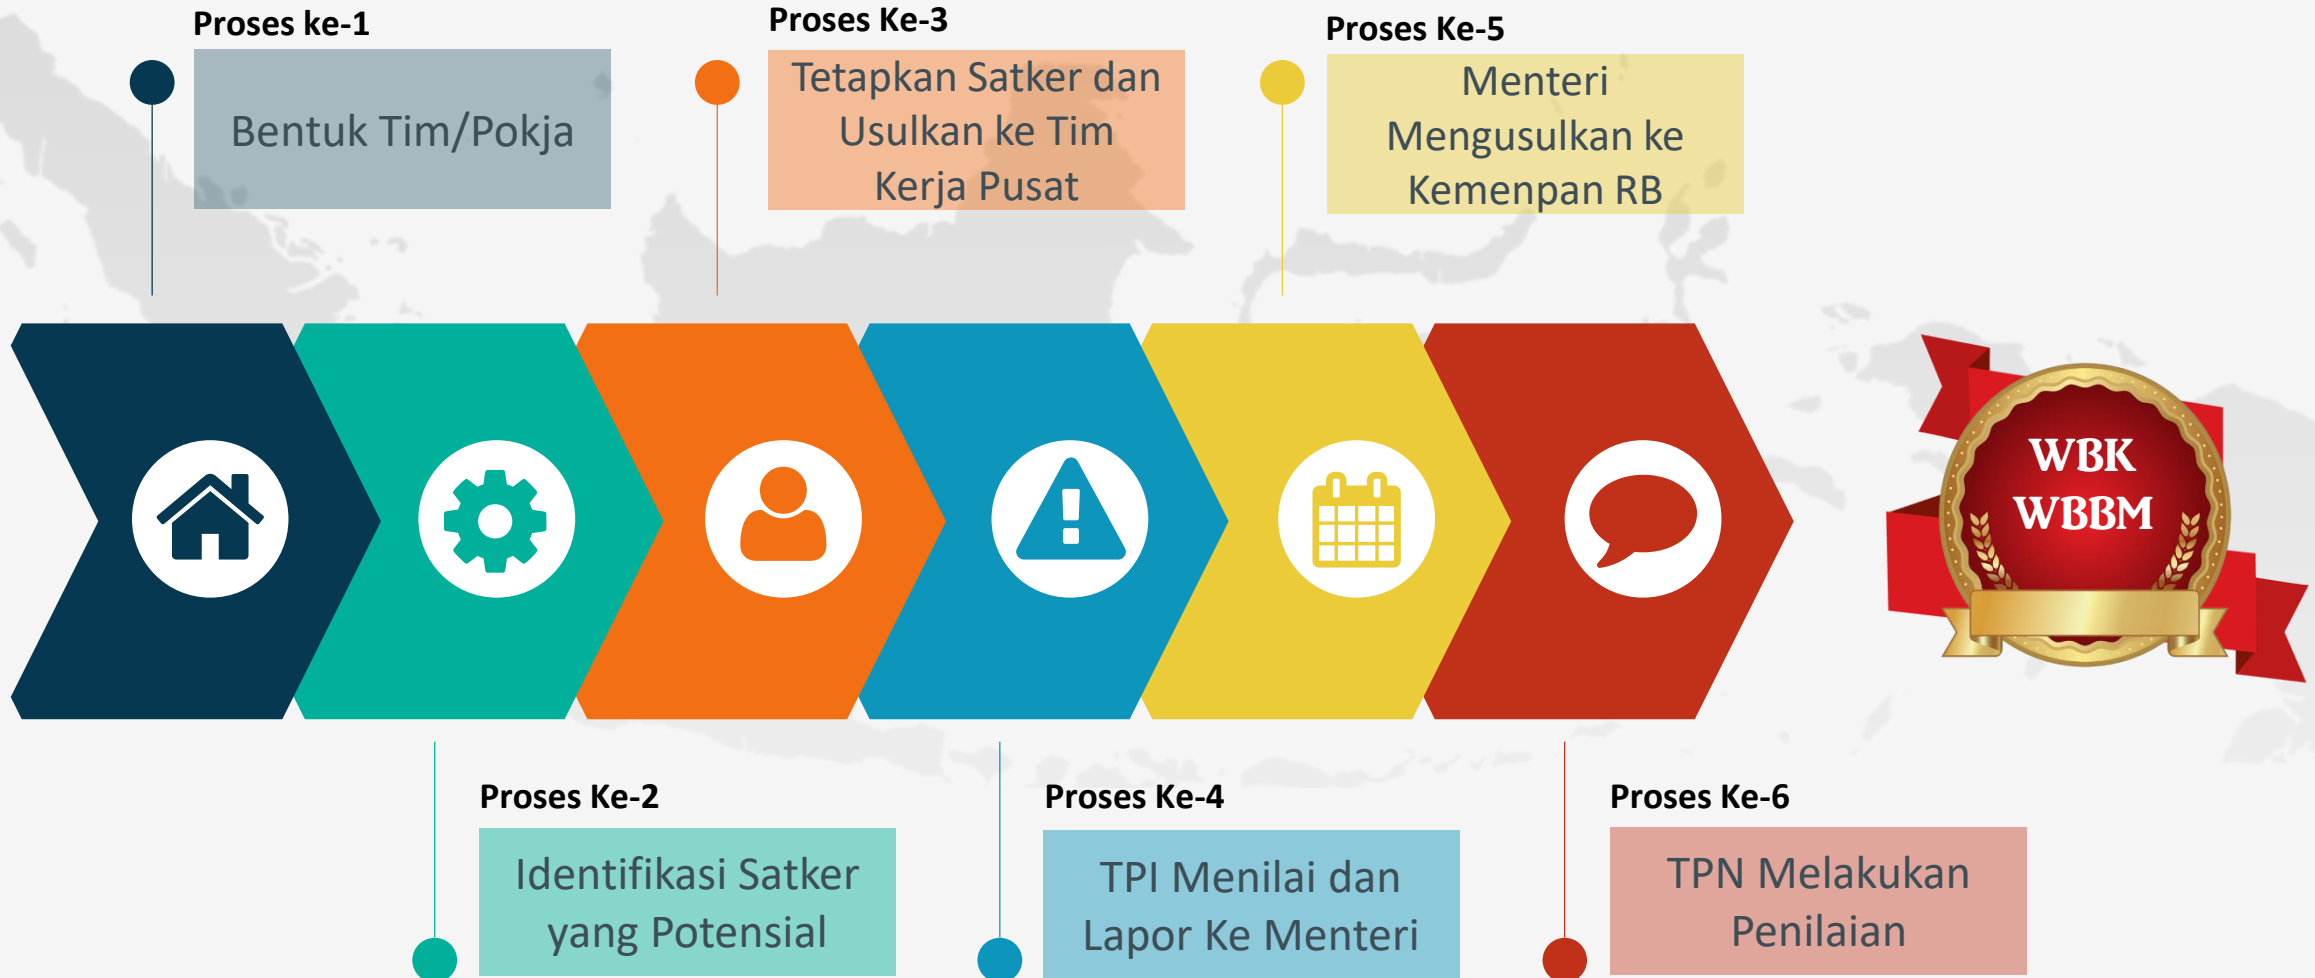 Proses ke-1
Bentuk Tim/Pokja
Proses Ke-2
Identifikasi Satker
yang Potensial
Proses Ke-3
Tetapkan Satker dan
Usulkan ke Tim
Kerja Pusat
Proses Ke-4
TPI Menilai dan
Lapor Ke Menteri
Proses Ke-5
Menteri
Mengusulkan ke
Kemenpan RB
Proses Ke-6
TPN Melakukan
Penilaian
WBK
WBBM